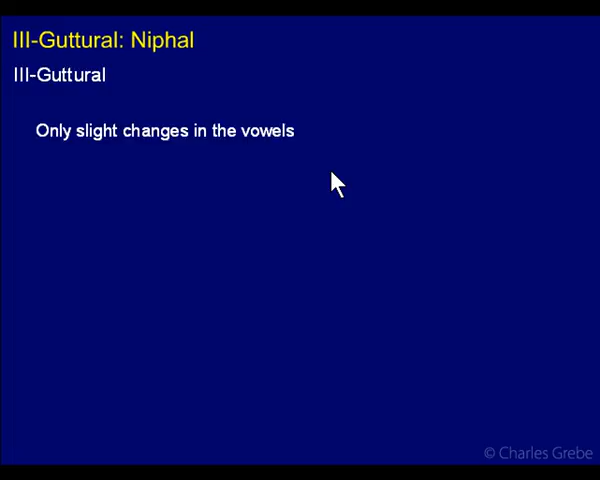 III-Guttural: Niphal
III-Guttural
Only slight changes in the vowels
© Charles Grebe